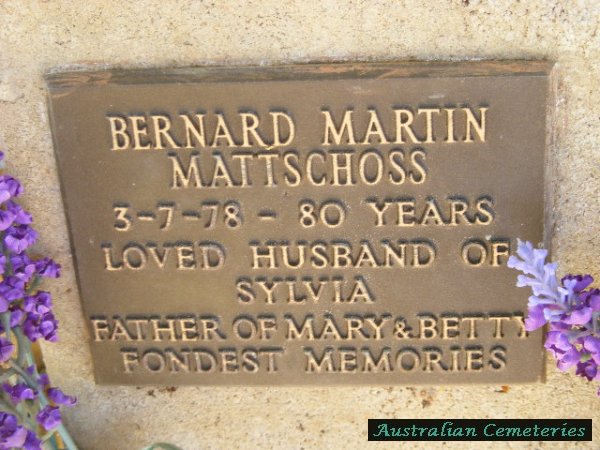 BERNARD MARTIN
MATTSCHOSS
3-7-78 - 80 YEARS
LOVED HUSBAND OF
SYLVIA
FATHER OF MARY & BETTY
FONDEST MEMORIES
Australian Cemeteries